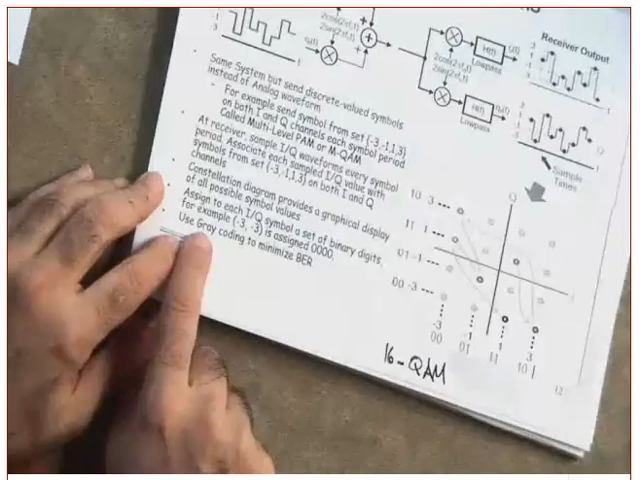 Receiver Output
-1
-3
t
2cos(2πf₁t)
2sin(2πf₁t)
H(f)
Lowpass
2cos(2πf₁t)
2sin(2πf₁t)
H(f)
Lowpass
Sample
Times
Same System but send discrete-valued symbols
instead of Analog waveform
- For example send symbol from set {-3,-1,1,3}
on both I and Q channels each symbol period
Called Multi-Level PAM or M-QAM
At receiver, sample I/Q waveforms every symbol
period. Associate each sampled I/Q value with
symbols from set {-3,-1,1,3} on both I and Q
channels
Constellation diagram provides a graphical display
of all possible symbol values
Assign to each I/Q symbol a set of binary digits,
for example (-3, -3) is assigned 0000.
Use Gray coding to minimize BER
Q
10 3
11 1
01 -1
00 -3
-3 -1 1 3
00 01 11 10
16-QAM
12